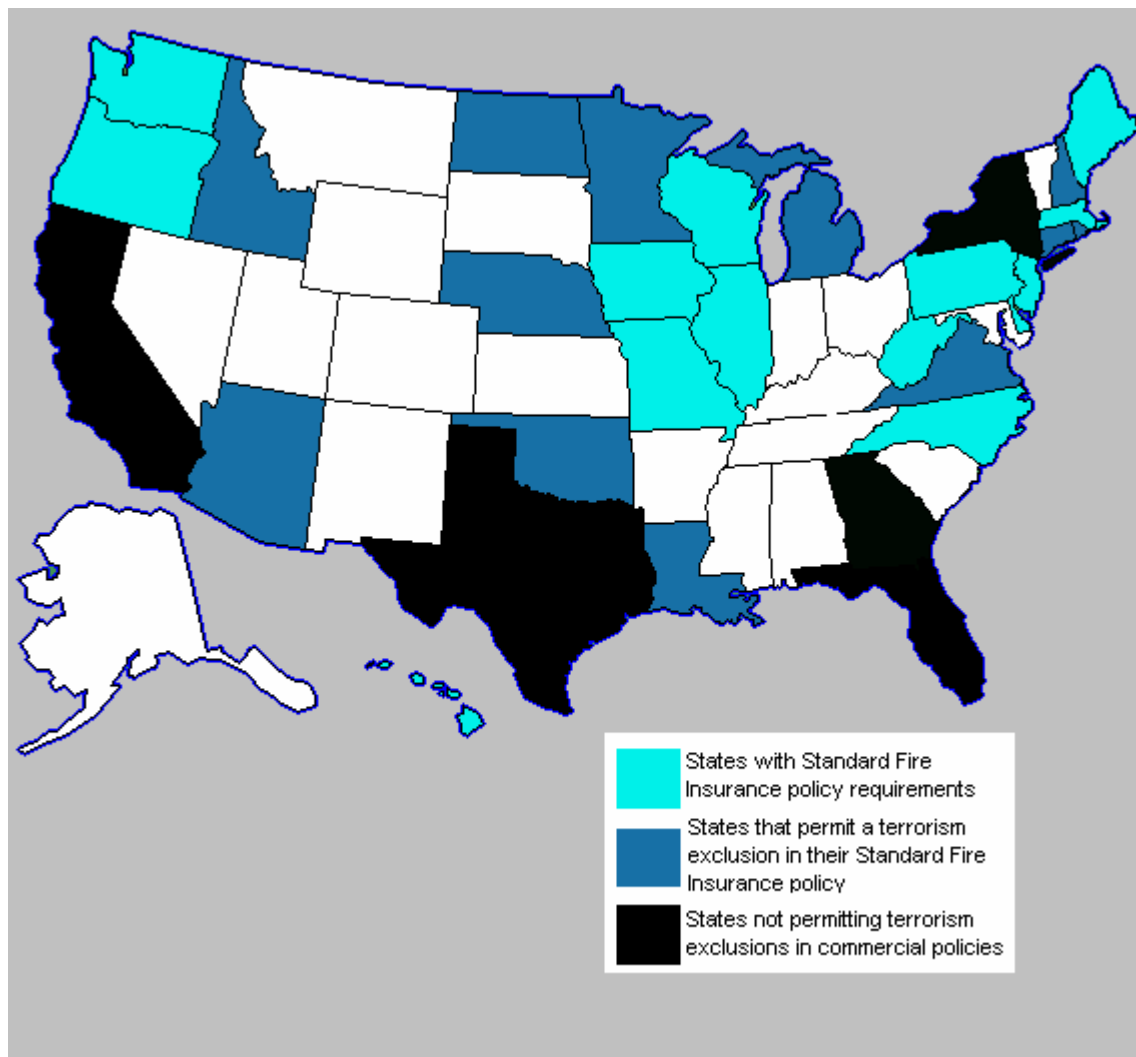 States with Standard Fire
Insurance policy requirements
States that permit a terrorism
exclusion in their Standard Fire
Insurance policy
States not permitting terrorism
exclusions in commercial policies